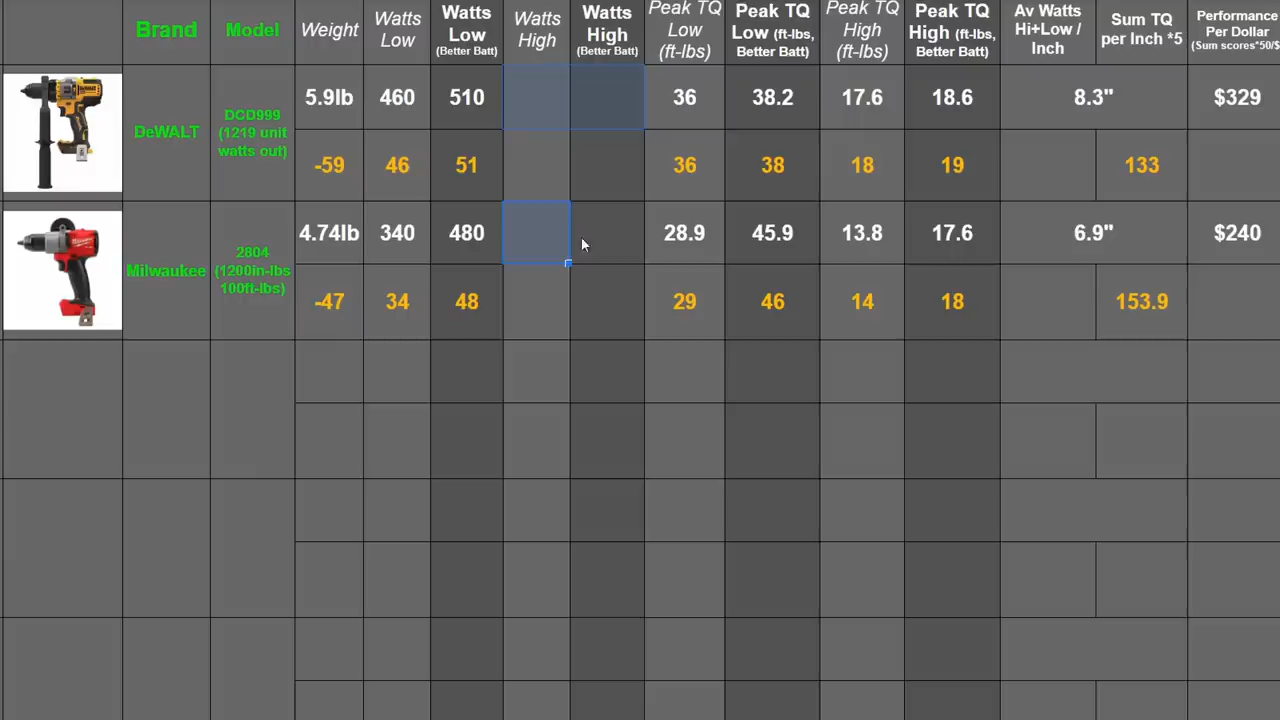 Brand
Model
Weight
Watts
Low
Watts
Low
(Better Batt)
Watts
High
Watts
High
(Better Batt)
Peak TQ
Low
(ft-lbs)
Peak TQ
Low (ft-lbs,
Better Batt)
Peak TQ
High
(ft-lbs)
Peak TQ
High (ft-lbs,
Better Batt)
Av Watts
Hi+Low /
Inch
Sum TQ
per Inch *5
Performance
Per Dollar
(Sum scores*50/$
DeWALT
DCD999
(1219 unit
watts out)
5.9lb
460
510
36
38.2
17.6
18.6
8.3"
$329
-59
46
51
36
38
18
19
133
Milwaukee
2804
(1200in-lbs
100ft-lbs)
4.74lb
340
480
28.9
45.9
13.8
17.6
6.9"
$240
-47
34
48
29
46
14
18
153.9